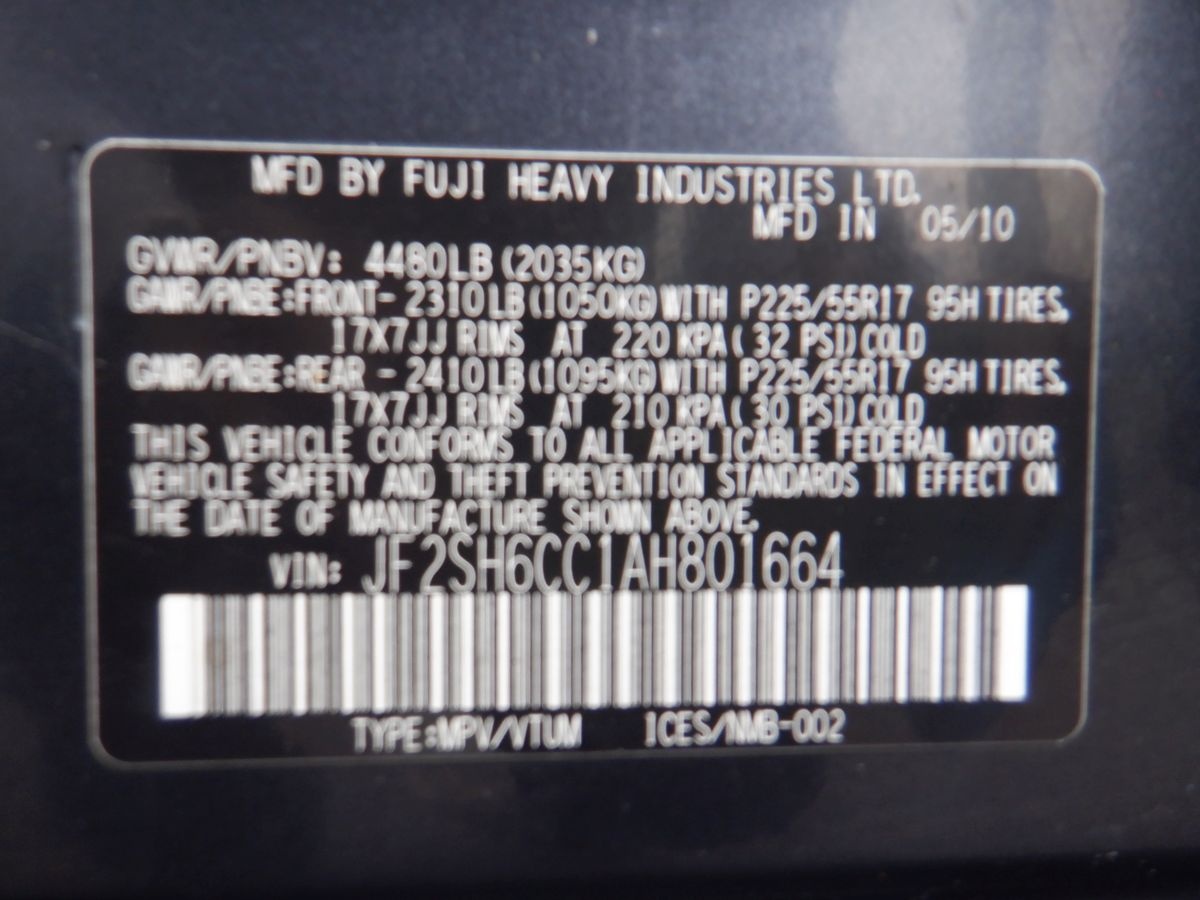 MFD BY FUJI HEAVY INDUSTRIES LTD.
MFD IN 05/10
GVWR/PNBV: 4480LB (2035KG)
GAWR/PNBE:FRONT- 2310LB (1050KG) WITH P225/55R17 95H TIRES,
17X7JJ RIMS AT 220 KPA ( 32 PSI) COLD
GAWR/PNBE:REAR - 2410LB (1095KG) WITH P225/55R17 95H TIRES,
17X7JJ RIMS AT 210 KPA ( 30 PSI) COLD
THIS VEHICLE CONFORMS TO ALL APPLICABLE FEDERAL MOTOR
VEHICLE SAFETY AND THEFT PREVENTION STANDARDS IN EFFECT ON
THE DATE OF MANUFACTURE SHOWN ABOVE.
VIN: JF2SH6CC1AH801664
TYPE:MPV/VTUM ICES/NMB-002